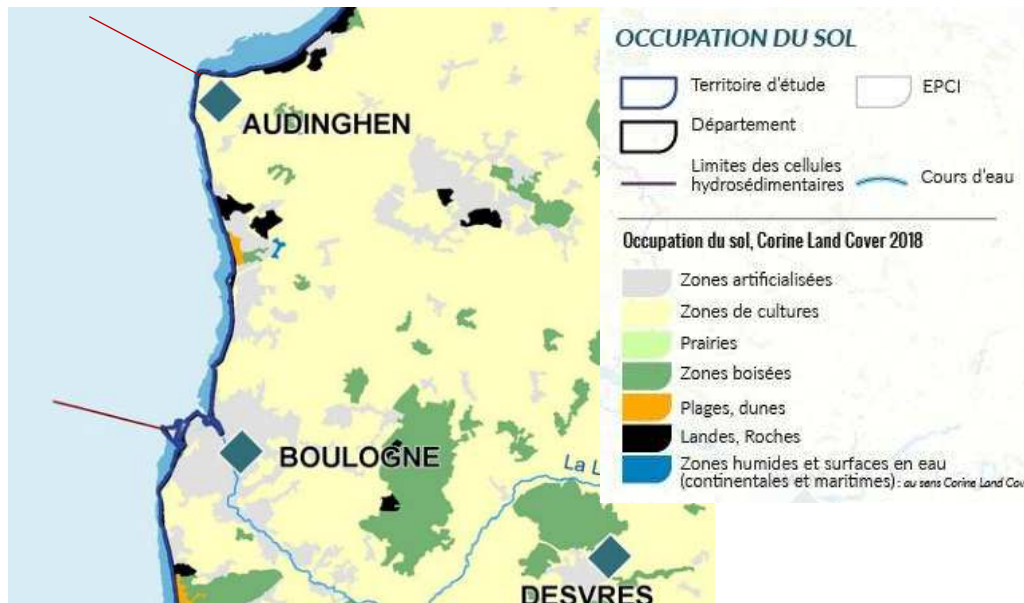 AUDINGHEN
BOULOGNE
La L
DESVRES
OCCUPATION DU SOL
Territoire d'étude
EPCI
Département
Limites des cellules
hydrosédimentaires
Cours d'eau
Occupation du sol, Corine Land Cover 2018
Zones artificialisées
Zones de cultures
Prairies
Zones boisées
Plages, dunes
Landes, Roches
Zones humides et surfaces en eau
(continentales et maritimes) : au sens Corine Land Cov